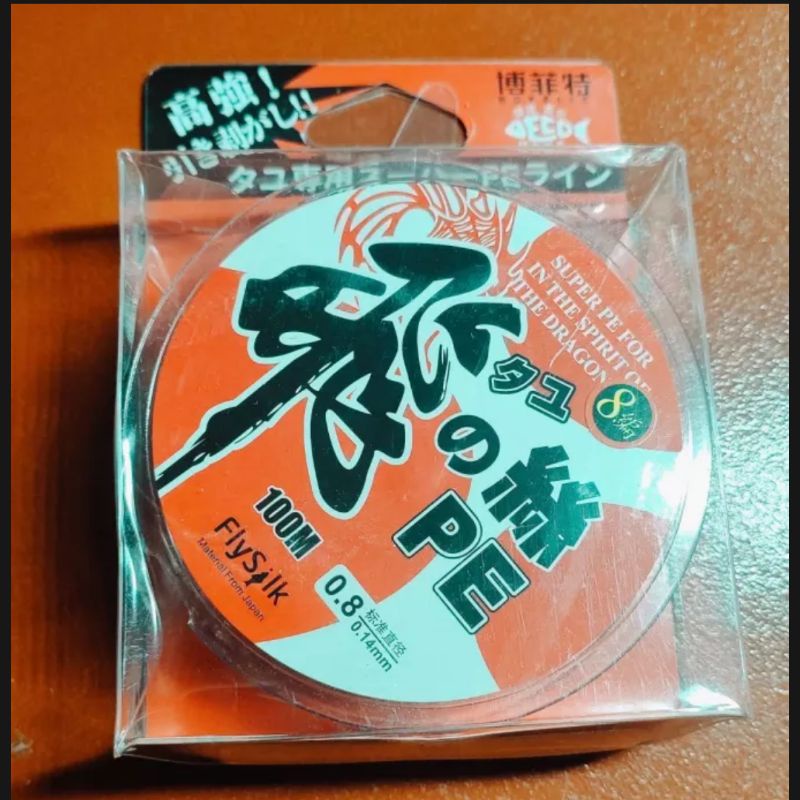 高強!
引き剥がし!!
博菲特
タユ専用スーパーPEライン
SUPER PE FOR
IN THE SPIRIT OF
THE DRAGON
飛
タユ
の絲
PE
8
100M
FlySilk
Material From Japan
0.8
标准直径
0.14mm